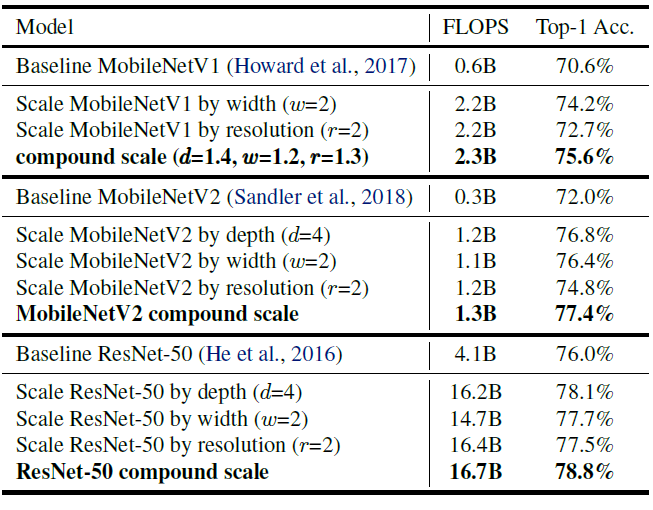 Model FLOPS Top-1 Acc.
Baseline MobileNetV1 (Howard et al., 2017) 0.6B 70.6%
Scale MobileNetV1 by width (w=2) 2.2B 74.2%
Scale MobileNetV1 by resolution (r=2) 2.2B 72.7%
compound scale (d=1.4, w=1.2, r=1.3) 2.3B 75.6%
Baseline MobileNetV2 (Sandler et al., 2018) 0.3B 72.0%
Scale MobileNetV2 by depth (d=4) 1.2B 76.8%
Scale MobileNetV2 by width (w=2) 1.1B 76.4%
Scale MobileNetV2 by resolution (r=2) 1.2B 74.8%
MobileNetV2 compound scale 1.3B 77.4%
Baseline ResNet-50 (He et al., 2016) 4.1B 76.0%
Scale ResNet-50 by depth (d=4) 16.2B 78.1%
Scale ResNet-50 by width (w=2) 14.7B 77.7%
Scale ResNet-50 by resolution (r=2) 16.4B 77.5%
ResNet-50 compound scale 16.7B 78.8%